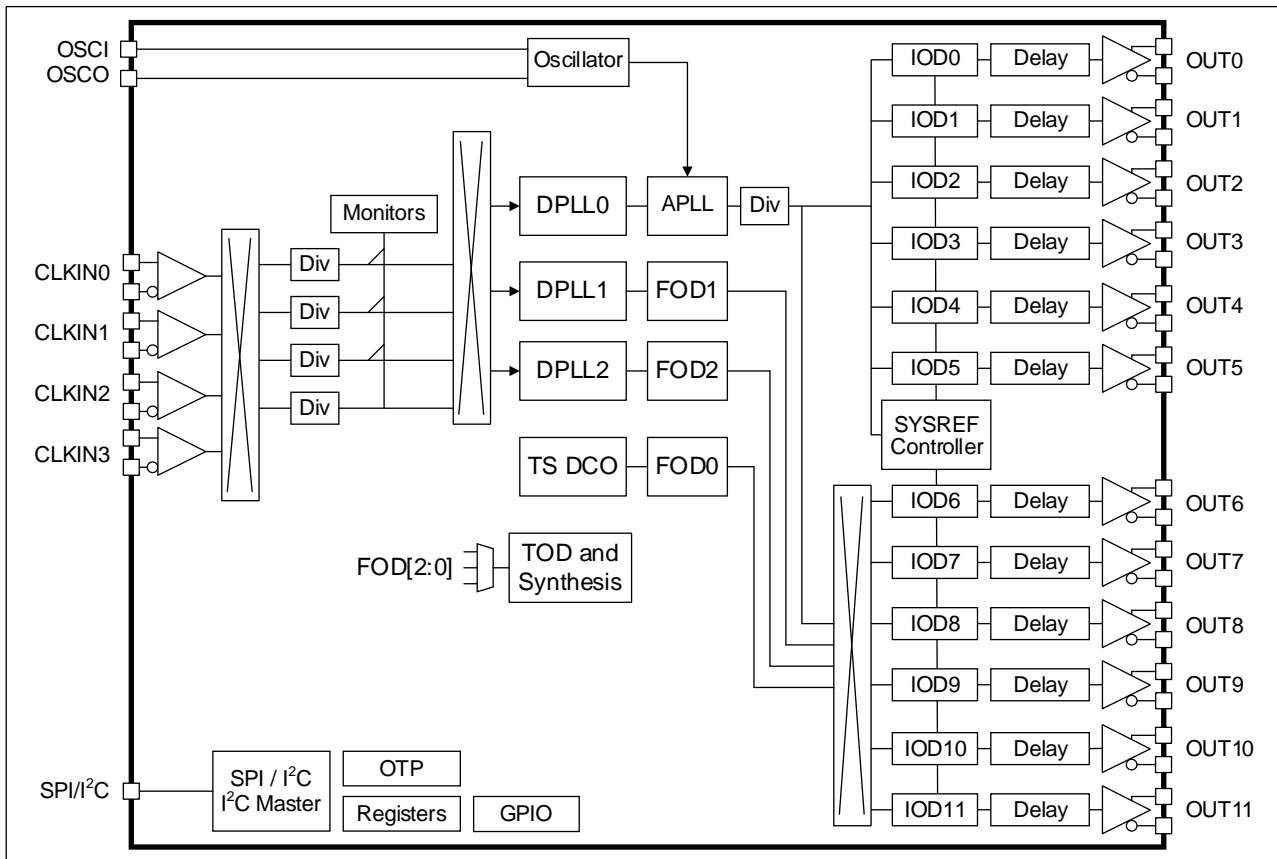 OSCI
OSCO
Oscillator
IOD0 Delay OUT0
IOD1 Delay OUT1
IOD2 Delay OUT2
Monitors
DPLL0 APLL Div
IOD3 Delay OUT3
CLKIN0
Div
DPLL1 FOD1
IOD4 Delay OUT4
CLKIN1
Div
IOD5 Delay OUT5
Div
DPLL2 FOD2
CLKIN2
Div
SYSREF
Controller
CLKIN3
TS DCO FOD0
IOD6 Delay OUT6
FOD[2:0]
TOD and
Synthesis
IOD7 Delay OUT7
IOD8 Delay OUT8
IOD9 Delay OUT9
IOD10 Delay OUT10
IOD11 Delay OUT11
SPI/I²C
SPI / I²C
I²C Master
OTP
Registers
GPIO